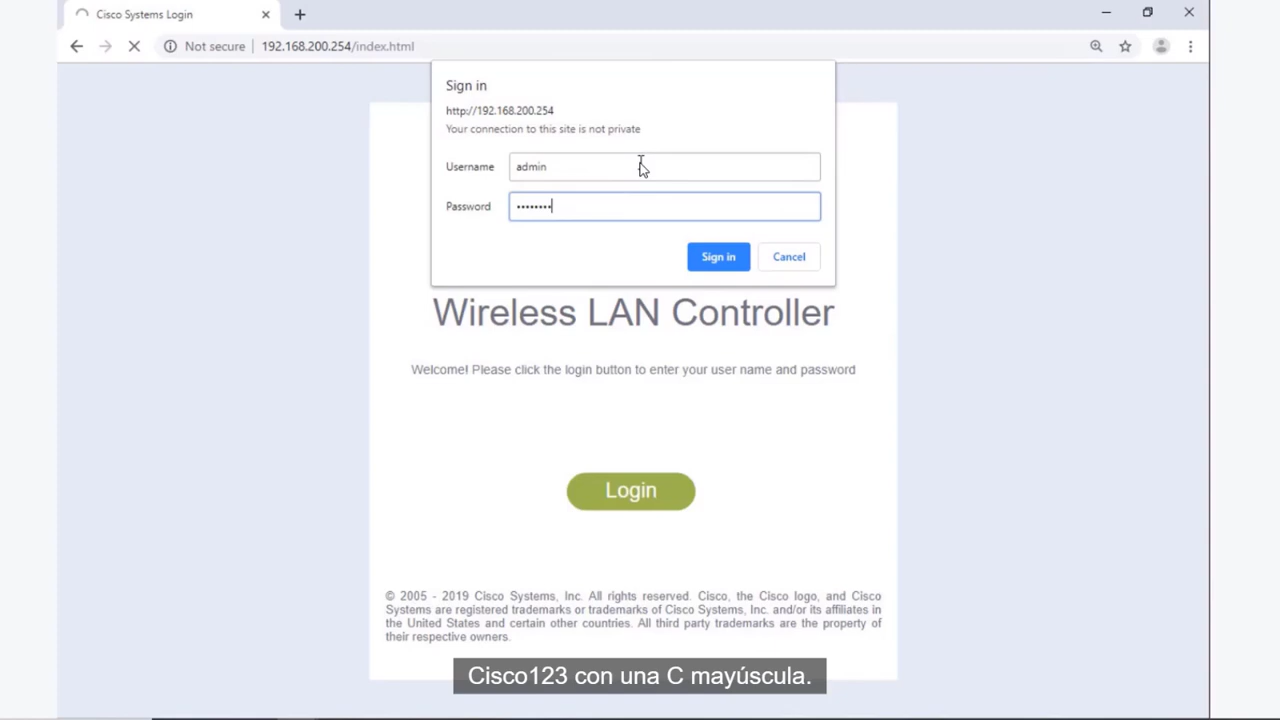 Cisco Systems Login
Not secure
192.168.200.254/index.html
Sign in
http://192.168.200.254
Your connection to this site is not private
Username
admin
Password
••••••••
Sign in
Cancel
Wireless LAN Controller
Welcome! Please click the login button to enter your user name and password
Login
© 2005 - 2019 Cisco Systems, Inc. All rights reserved. Cisco, the Cisco logo, and Cisco
Systems are registered trademarks or trademarks of Cisco Systems, Inc. and/or its affiliates in
the United States and certain other countries. All third party trademarks are the property of
their respective owners.
Cisco123 con una C mayúscula.